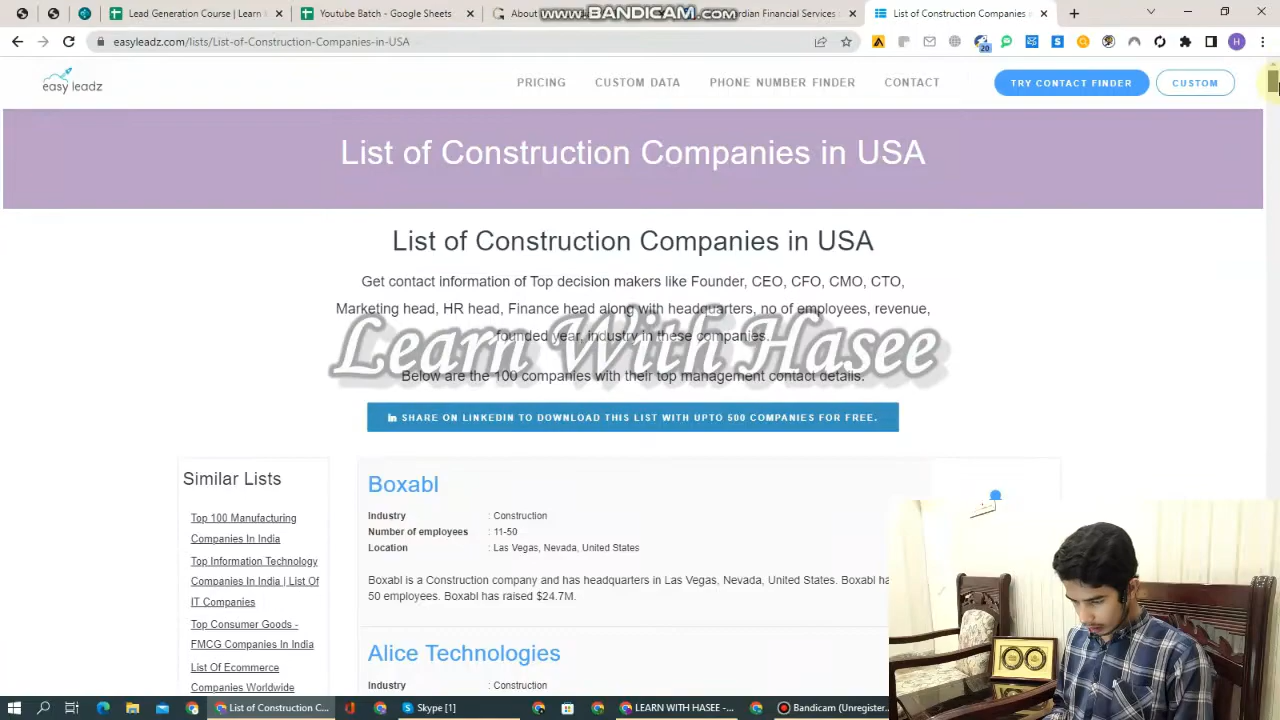 Lead Generation Course | Learn
Youtube Batch - Google Sheets
About
www.BANDICAM.com
dian Financial Services
List of Construction Companies in
easyleadz.com/lists/List-of-Construction-Companies-in-USA
20
H
easy leadz
PRICING
CUSTOM DATA
PHONE NUMBER FINDER
CONTACT
TRY CONTACT FINDER
CUSTOM
List of Construction Companies in USA
List of Construction Companies in USA
Get contact information of Top decision makers like Founder, CEO, CFO, CMO, CTO,
Marketing head, HR head, Finance head along with headquarters, no of employees, revenue,
founded year, industry in these companies.
Learn With Hasee
Below are the 100 companies with their top management contact details.
in SHARE ON LINKEDIN TO DOWNLOAD THIS LIST WITH UPTO 500 COMPANIES FOR FREE.
Similar Lists
Top 100 Manufacturing
Companies In India
Top Information Technology
Companies In India | List Of
IT Companies
Top Consumer Goods -
FMCG Companies In India
List Of Ecommerce
Companies Worldwide
Boxabl
Industry : Construction
Number of employees : 11-50
Location : Las Vegas, Nevada, United States
Boxabl is a Construction company and has headquarters in Las Vegas, Nevada, United States. Boxabl ha
50 employees. Boxabl has raised $24.7M.
Alice Technologies
Industry : Construction
List of Construction C...
Skype [1]
LEARN WITH HASEE -...
Bandicam (Unregister...